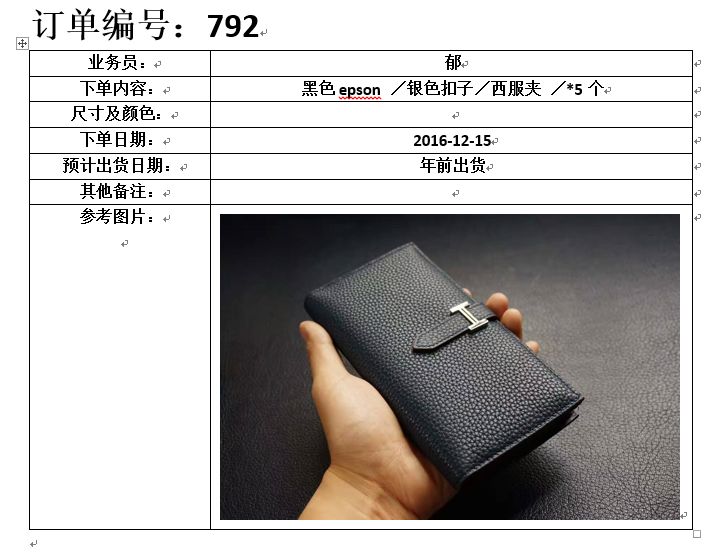 订单编号：792
业务员： 郁
下单内容： 黑色 epson ／银色扣子／西服夹 ／*5 个
尺寸及颜色：
下单日期： 2016-12-15
预计出货日期： 年前出货
其他备注：
参考图片：